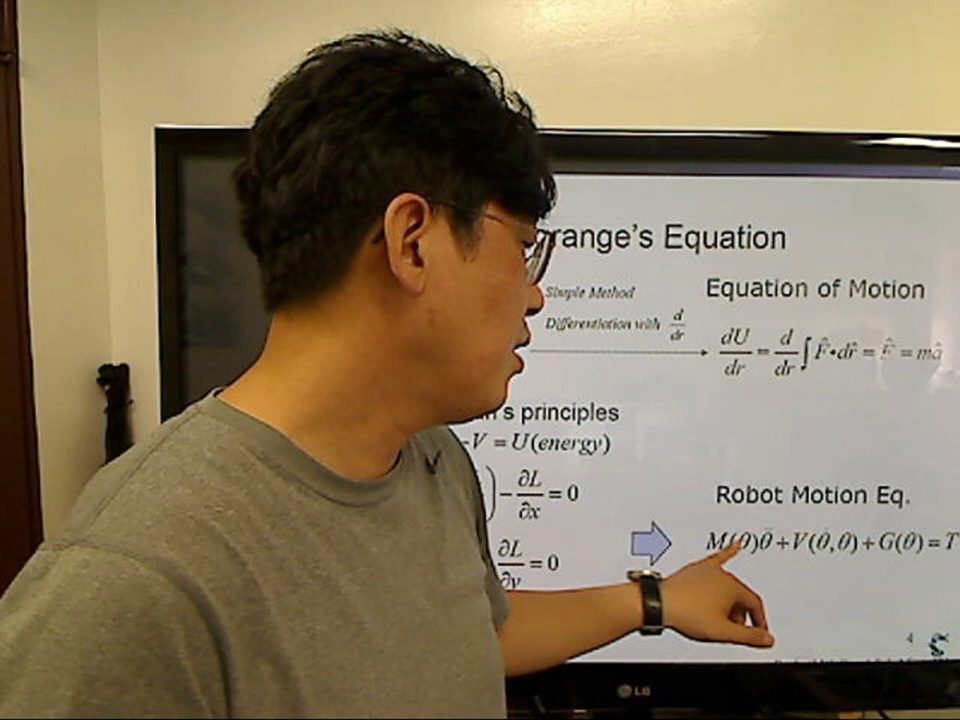 range's Equation
Simple Method
Equation of Motion
Differentiation with d/dr
dU/dr = d/dr ∫ F̂•dr̂ = F̂ = mâ
's principles
-V = U(energy)
) - ∂L/∂x = 0
Robot Motion Eq.
M(θ)θ̈ + V(θ̇,θ) + G(θ) = T
∂L/∂y = 0
4
LG